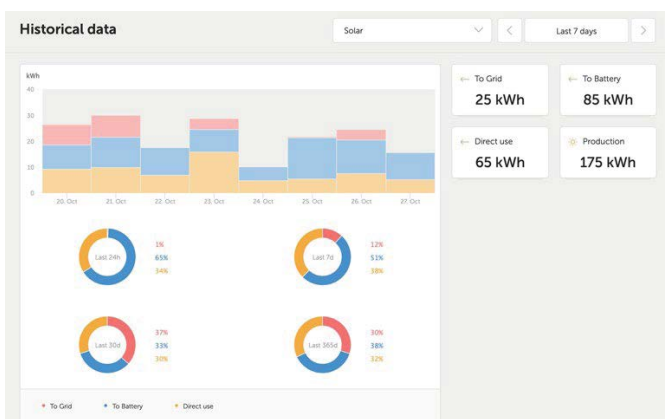 Historical data
Solar
Last 7 days
kWh
40
30
20
10
0
20. Oct
21. Oct
22. Oct
23. Oct
24. Oct
25. Oct
26. Oct
27. Oct
← To Grid
25 kWh
← To Battery
85 kWh
← Direct use
65 kWh
Production
175 kWh
Last 24h
1%
65%
34%
Last 7d
12%
51%
38%
Last 30d
37%
33%
30%
Last 365d
30%
38%
32%
To Grid
To Battery
Direct use